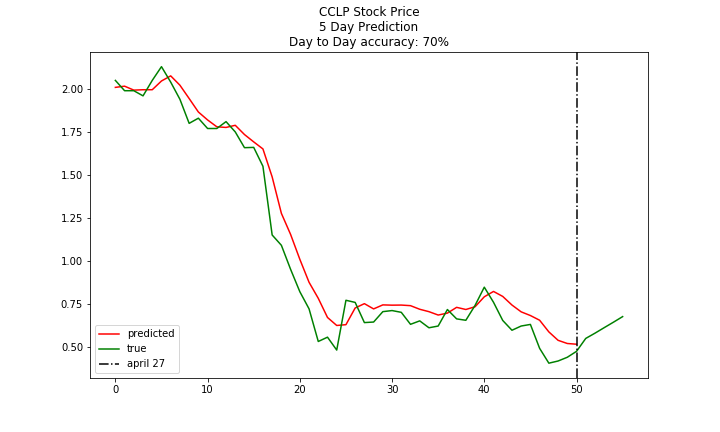 CCLP Stock Price
5 Day Prediction
Day to Day accuracy: 70%
2.00
1.75
1.50
1.25
1.00
0.75
0.50
predicted
true
april 27
0 10 20 30 40 50